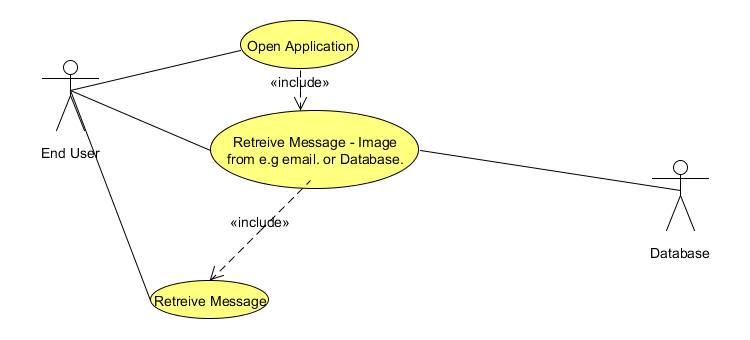 Open Application
«include»
End User
Retreive Message - Image
from e.g email. or Database.
«include»
Database
Retreive Message